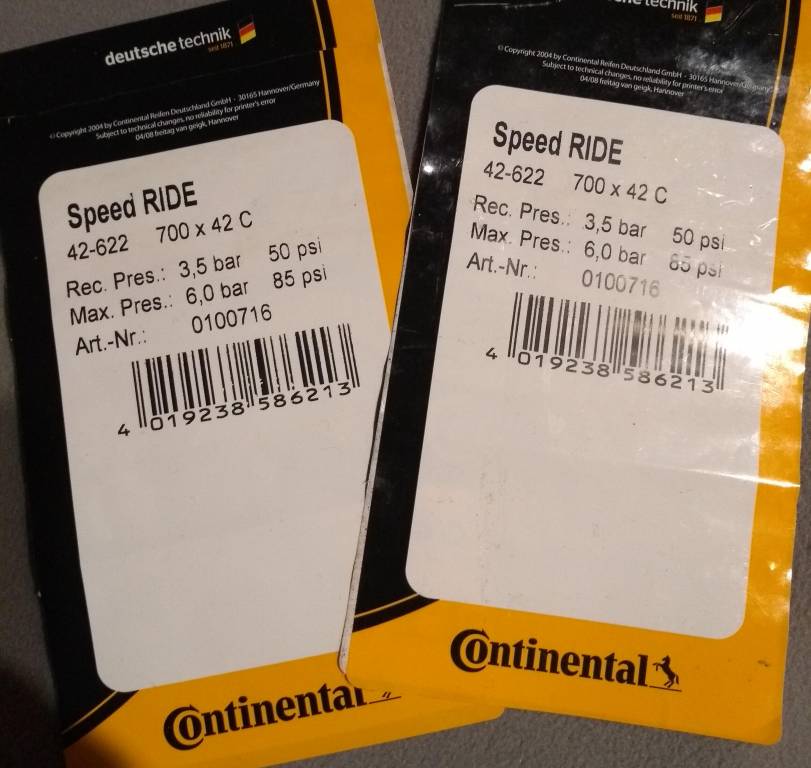 deutsche technik
seit 1871
©Copyright 2004 by Continental Reifen Deutschland GmbH · 30165 Hannover/Germany
Subject to technical changes, no reliability for printer's error
04/08 freitag van geigk, Hannover
Speed RIDE
42-622 700 x 42 C
Rec. Pres.: 3,5 bar 50 psi
Max. Pres.: 6,0 bar 85 psi
Art.-Nr.: 0100716
4 019238 586213
Continental
technik
seit 1871
©Copyright 2004 by Continental Reifen Deutschland GmbH · 30165 Hannover/Germany
Subject to technical changes, no reliability for printer's error
04/08 freitag van geigk, Hannover
Speed RIDE
42-622 700 x 42 C
Rec. Pres.: 3,5 bar 50 psi
Max. Pres.: 6,0 bar 85 psi
Art.-Nr.: 0100716
4 019238 586213
Continental